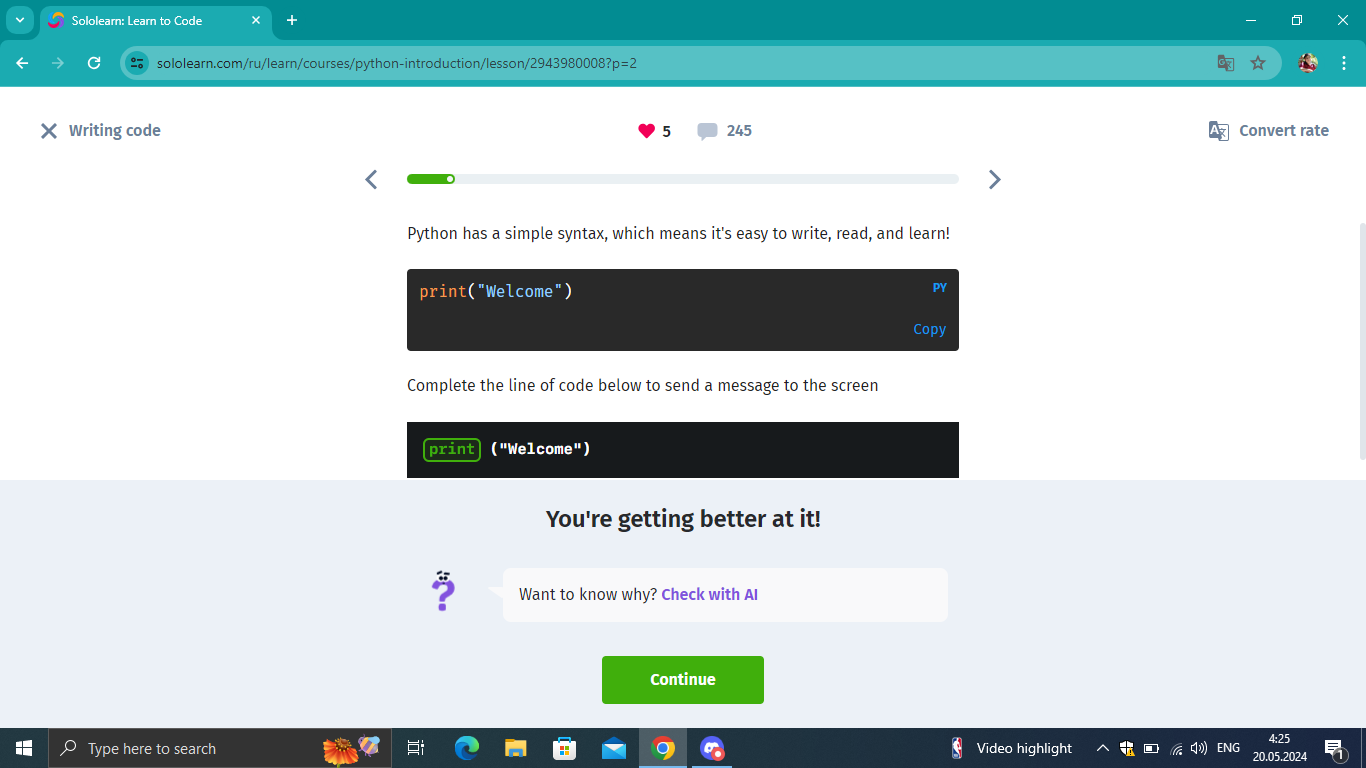 Sololearn: Learn to Code
sololearn.com/ru/learn/courses/python-introduction/lesson/2943980008?p=2
Writing code
5
245
Convert rate
Python has a simple syntax, which means it's easy to write, read, and learn!
print("Welcome")
PY
Copy
Complete the line of code below to send a message to the screen
print ("Welcome")
You're getting better at it!
Want to know why? Check with AI
Continue
Type here to search
Video highlight
ENG
4:25
20.05.2024
1